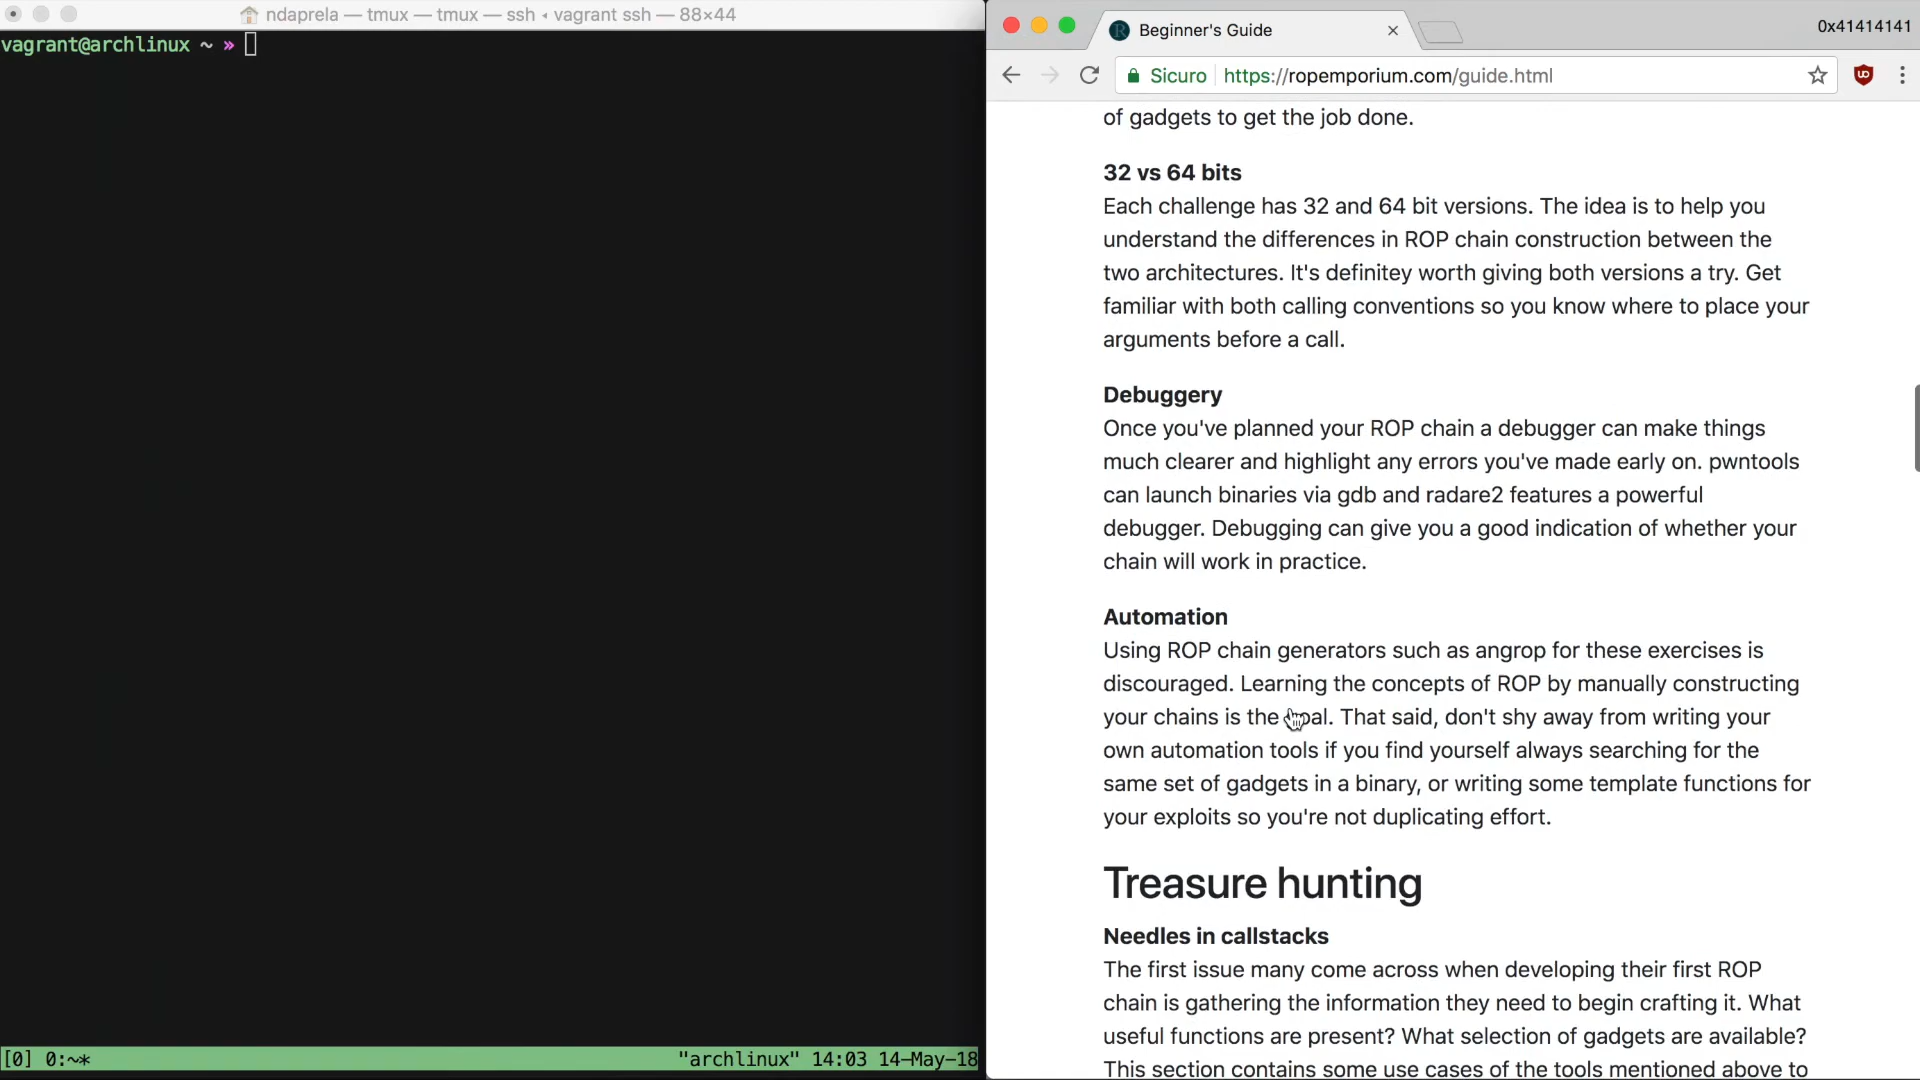 ndaprela — tmux — tmux — ssh ◂ vagrant ssh — 88×44
vagrant@archlinux ~ »
[0] 0:~*
"archlinux" 14:03 14-May-18
Beginner's Guide
0x41414141
Sicuro
https://ropemporium.com/guide.html
of gadgets to get the job done.
32 vs 64 bits
Each challenge has 32 and 64 bit versions. The idea is to help you
understand the differences in ROP chain construction between the
two architectures. It's definitey worth giving both versions a try. Get
familiar with both calling conventions so you know where to place your
arguments before a call.
Debuggery
Once you've planned your ROP chain a debugger can make things
much clearer and highlight any errors you've made early on. pwntools
can launch binaries via gdb and radare2 features a powerful
debugger. Debugging can give you a good indication of whether your
chain will work in practice.
Automation
Using ROP chain generators such as angrop for these exercises is
discouraged. Learning the concepts of ROP by manually constructing
your chains is the goal. That said, don't shy away from writing your
own automation tools if you find yourself always searching for the
same set of gadgets in a binary, or writing some template functions for
your exploits so you're not duplicating effort.
Treasure hunting
Needles in callstacks
The first issue many come across when developing their first ROP
chain is gathering the information they need to begin crafting it. What
useful functions are present? What selection of gadgets are available?
This section contains some use cases of the tools mentioned above to